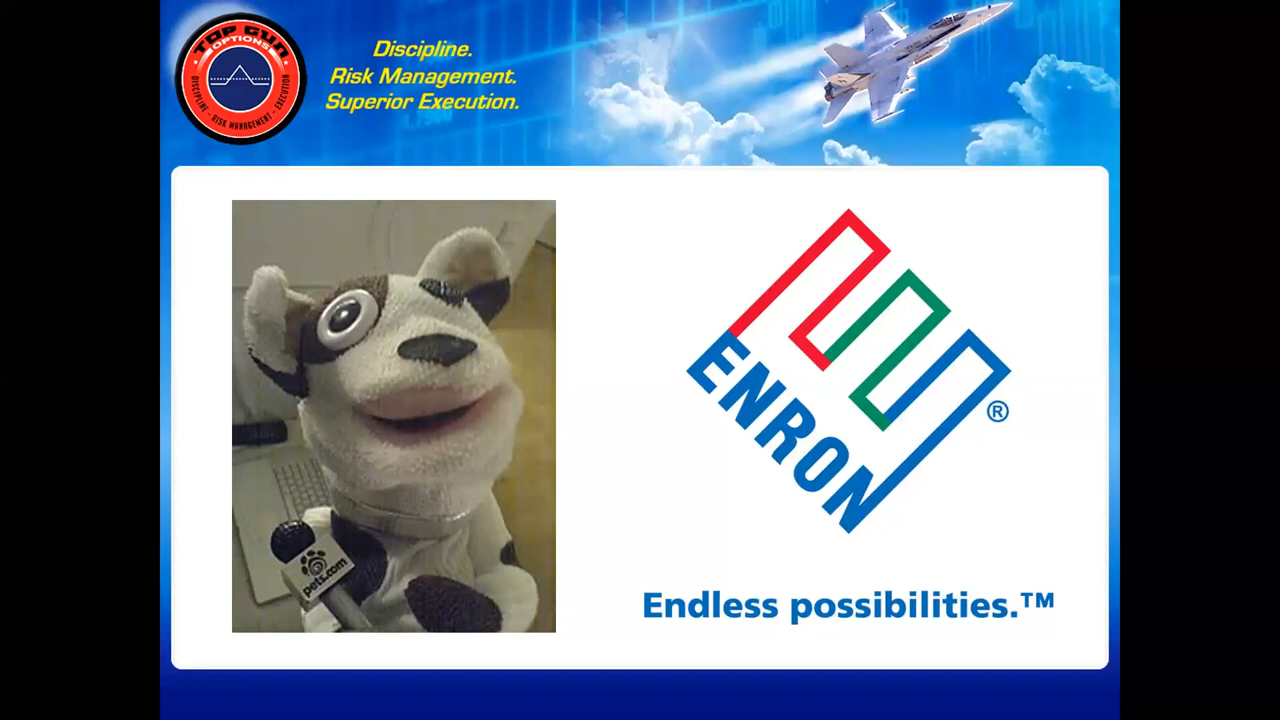 TOP GUN
OPTIONS
DISCIPLINE - RISK MANAGEMENT - EXECUTION
Discipline.
Risk Management.
Superior Execution.
pets.com
ENRON
®
Endless possibilities.™